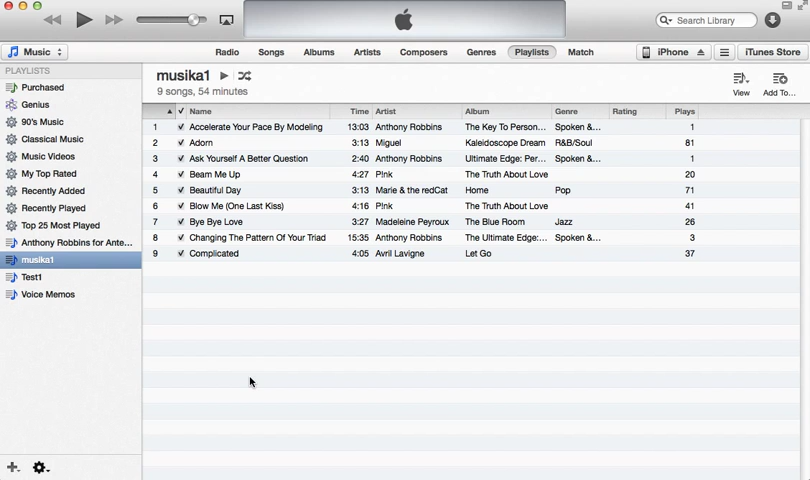 Search Library
Music
Radio Songs Albums Artists Composers Genres Playlists Match
iPhone
iTunes Store
PLAYLISTS
Purchased
Genius
90's Music
Classical Music
Music Videos
My Top Rated
Recently Added
Recently Played
Top 25 Most Played
Anthony Robbins for Ante...
musika1
Test1
Voice Memos
musika1
9 songs, 54 minutes
View
Add To...
Name Time Artist Album Genre Rating Plays
1 Accelerate Your Pace By Modeling 13:03 Anthony Robbins The Key To Person... Spoken &... 1
2 Adorn 3:13 Miguel Kaleidoscope Dream R&B/Soul 81
3 Ask Yourself A Better Question 2:40 Anthony Robbins Ultimate Edge: Per... Spoken &... 1
4 Beam Me Up 4:27 P!nk The Truth About Love 20
5 Beautiful Day 3:13 Marie & the redCat Home Pop 71
6 Blow Me (One Last Kiss) 4:16 P!nk The Truth About Love 41
7 Bye Bye Love 3:27 Madeleine Peyroux The Blue Room Jazz 26
8 Changing The Pattern Of Your Triad 15:35 Anthony Robbins The Ultimate Edge:... Spoken &... 3
9 Complicated 4:05 Avril Lavigne Let Go 37